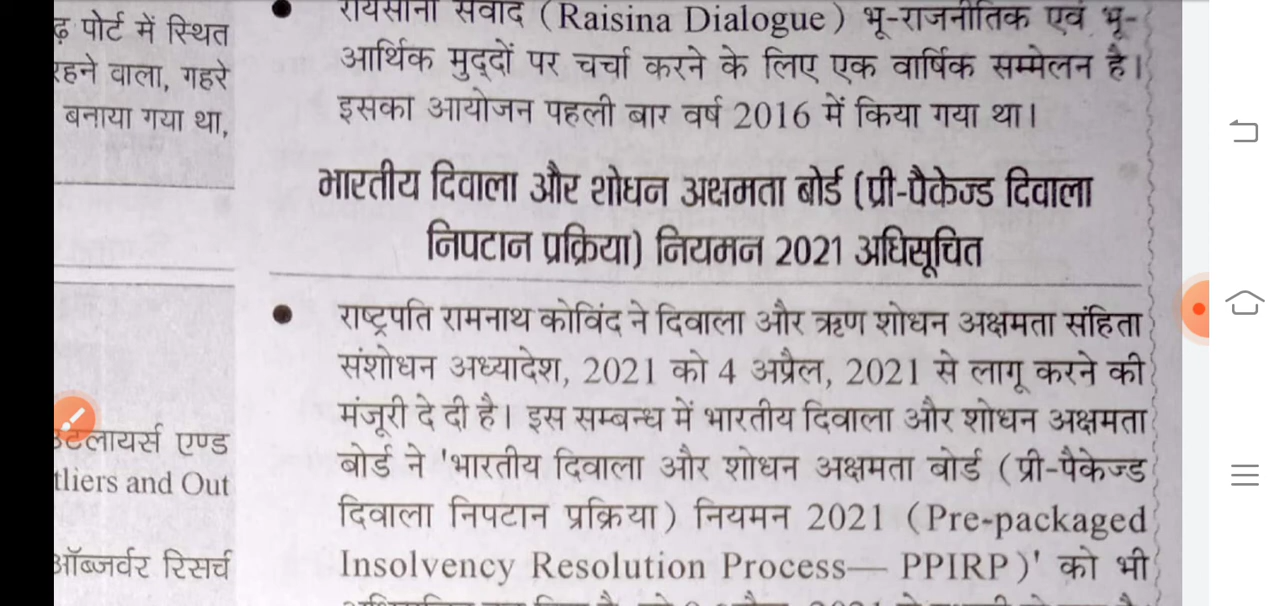 ढ़ पोर्ट में स्थित
रहने वाला, गहरे
बनाया गया था,
उटलायर्स एण्ड
tliers and Out
ऑब्जर्वर रिसर्च
रायसीना संवाद (Raisina Dialogue) भू-राजनीतिक एवं भू-
आर्थिक मुद्दों पर चर्चा करने के लिए एक वार्षिक सम्मेलन है।
इसका आयोजन पहली बार वर्ष 2016 में किया गया था।
भारतीय दिवाला और शोधन अक्षमता बोर्ड (प्री-पैकेज्ड दिवाला
निपटान प्रक्रिया) नियमन 2021 अधिसूचित
राष्ट्रपति रामनाथ कोविंद ने दिवाला और ऋण शोधन अक्षमता संहिता
संशोधन अध्यादेश, 2021 को 4 अप्रैल, 2021 से लागू करने की
मंजूरी दे दी है। इस सम्बन्ध में भारतीय दिवाला और शोधन अक्षमता
बोर्ड ने 'भारतीय दिवाला और शोधन अक्षमता बोर्ड (प्री-पैकेज्ड
दिवाला निपटान प्रक्रिया) नियमन 2021 (Pre-packaged
Insolvency Resolution Process— PPIRP)' को भी